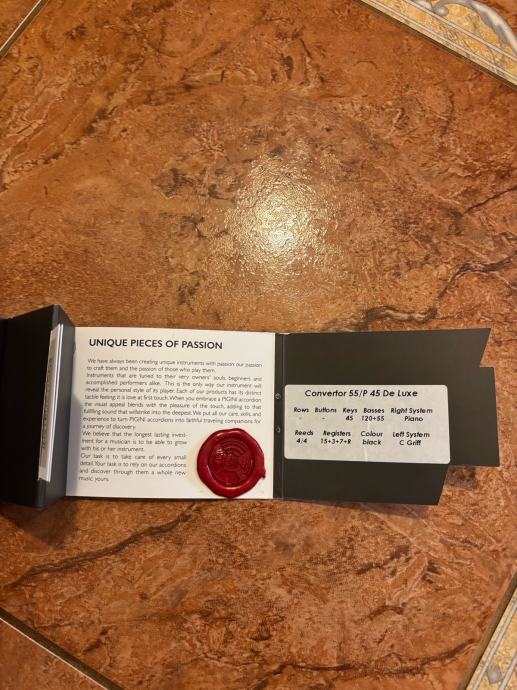 UNIQUE PIECES OF PASSION
We have always been creating unique instruments with passion: our passion
to craft them and the passion of those who play them.
Instruments that are tuned to their very owners' souls, beginners and
accomplished performers alike. This is the only way our instrument will
reveal the personal style of its player. Each of our products has its distinct
tactile feeling: it is love at first touch. When you embrace a PIGINI accordion
the visual appeal blends with the pleasure of the touch, adding to that
fulfilling sound that willstrike into the deepest. We put all our care, skills, and
experience to turn PIGINI accordions into faithful traveling companions for
a journey of discovery.
We believe that the longest lasting invest-
ment for a musician is to be able to grow
with his or her instrument.
Our task is to take care of every small
detail. Your task is to rely on our accordions
and discover through them a whole new
music yours.
Convertor 55/P 45 De Luxe
Rows Buttons Keys Basses Right System
- - 45 120+55 Piano
Reeds Registers Colour Left System
4/4 15+3+7+R black C Griff